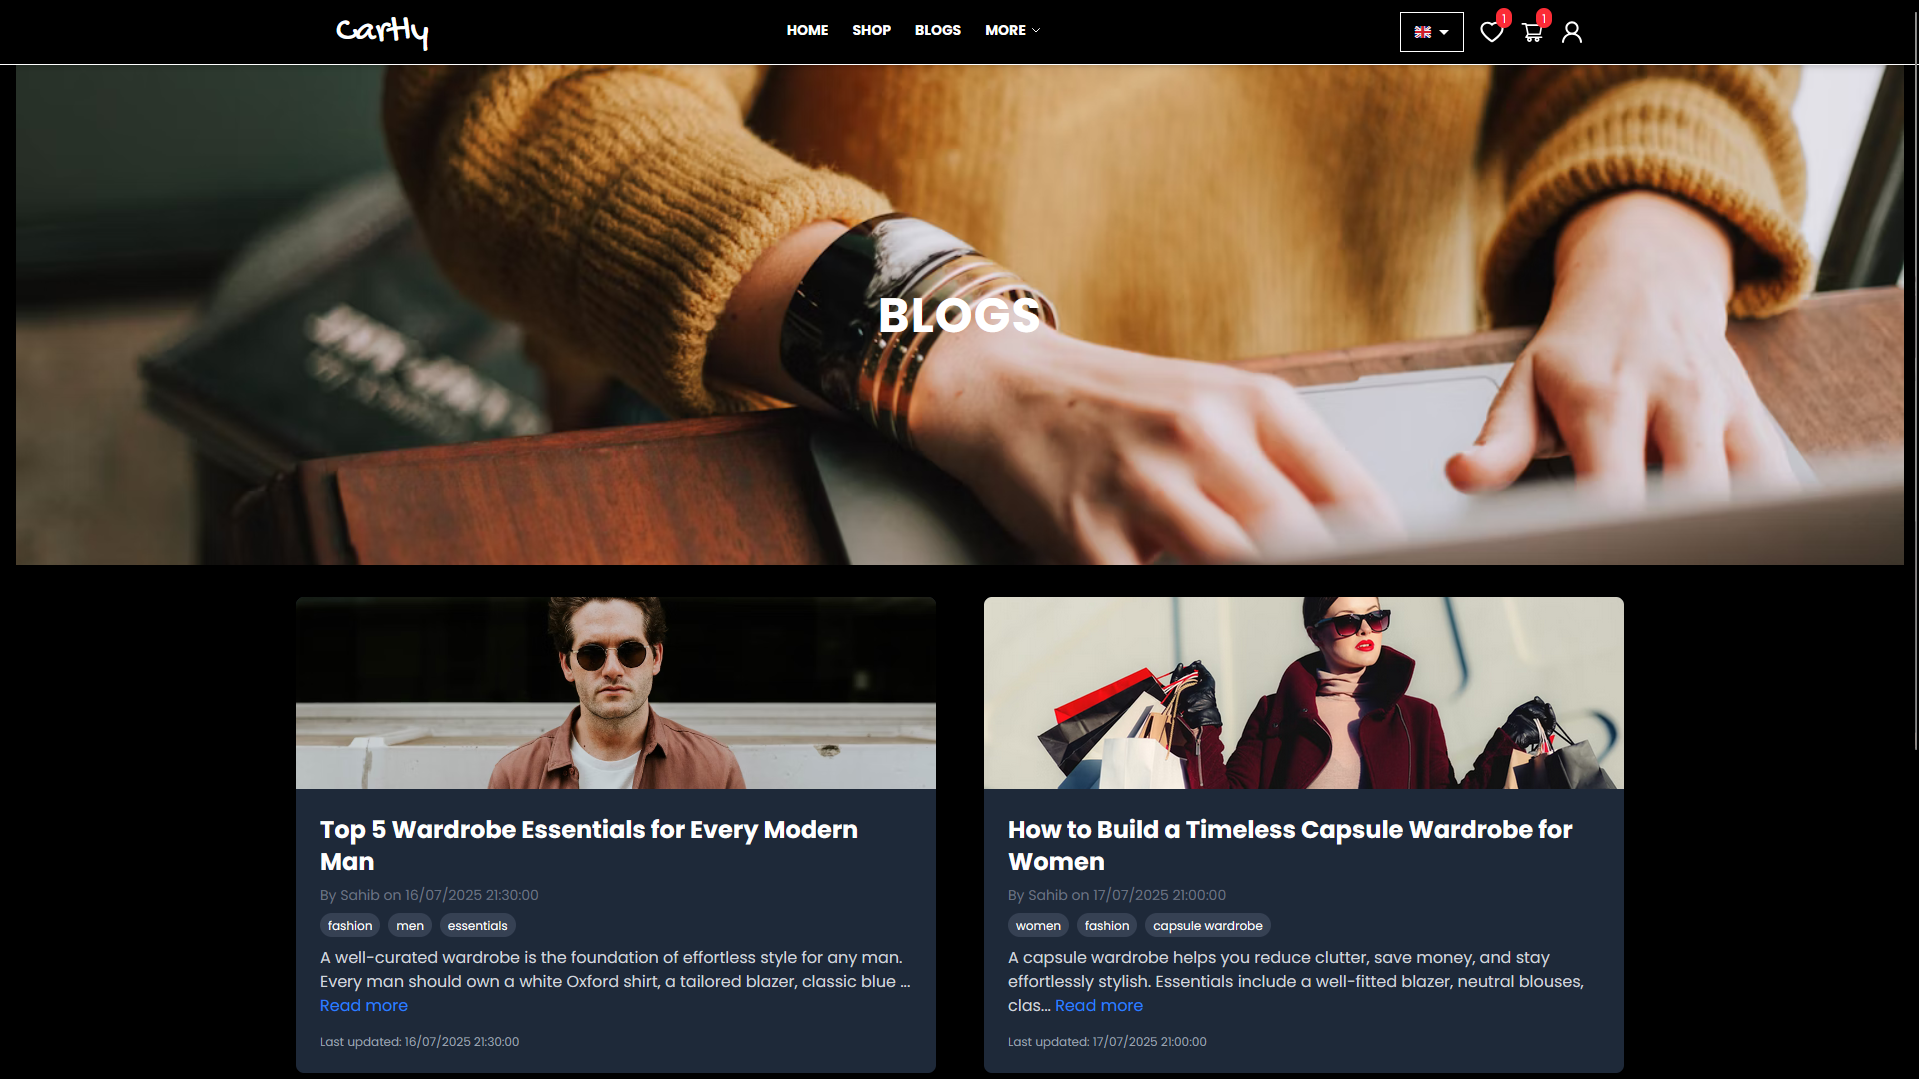 Cartly
HOME SHOP BLOGS MORE
1 1
BLOGS
Top 5 Wardrobe Essentials for Every Modern
Man
By Sahib on 16/07/2025 21:30:00
fashion men essentials
A well-curated wardrobe is the foundation of effortless style for any man.
Every man should own a white Oxford shirt, a tailored blazer, classic blue ...
Read more
Last updated: 16/07/2025 21:30:00
How to Build a Timeless Capsule Wardrobe for
Women
By Sahib on 17/07/2025 21:00:00
women fashion capsule wardrobe
A capsule wardrobe helps you reduce clutter, save money, and stay
effortlessly stylish. Essentials include a well-fitted blazer, neutral blouses,
clas... Read more
Last updated: 17/07/2025 21:00:00